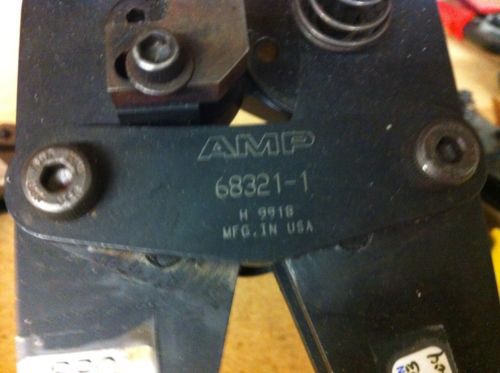 AMP
68321-1
H 9918
MFG. IN USA